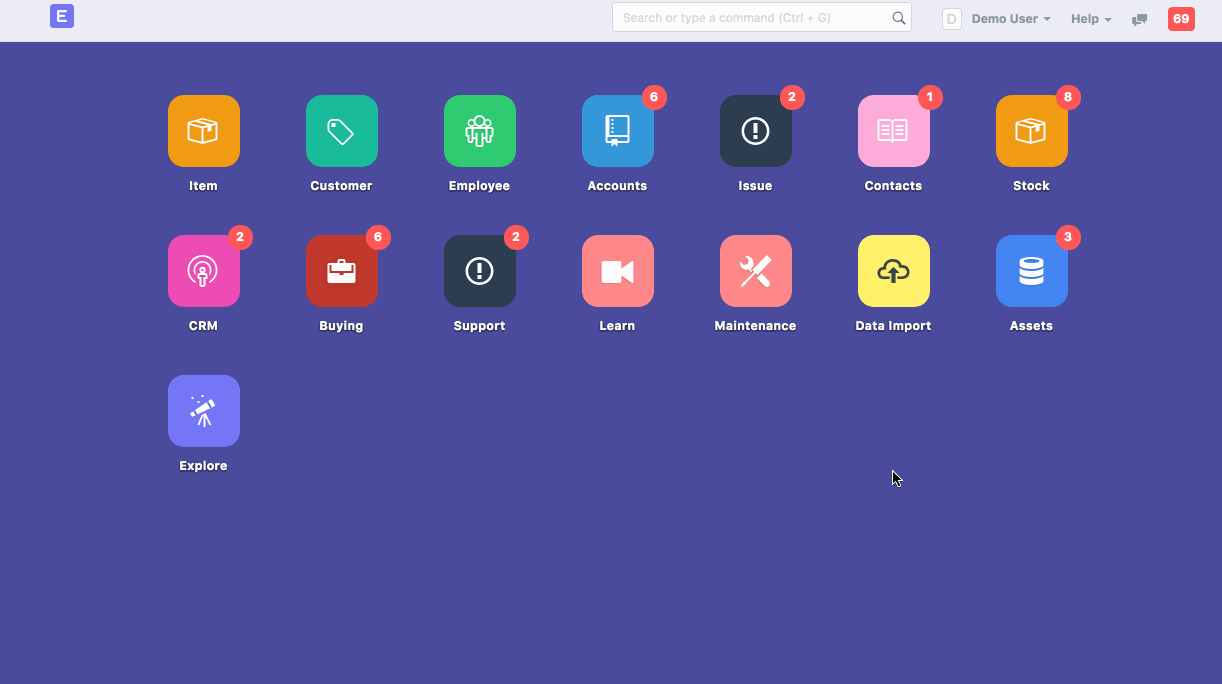 E Search or type a command (Ctrl + G) D Demo User Help 69
6 2 1 8
Item Customer Employee Accounts Issue Contacts Stock
2 6 2 3
CRM Buying Support Learn Maintenance Data Import Assets
Explore